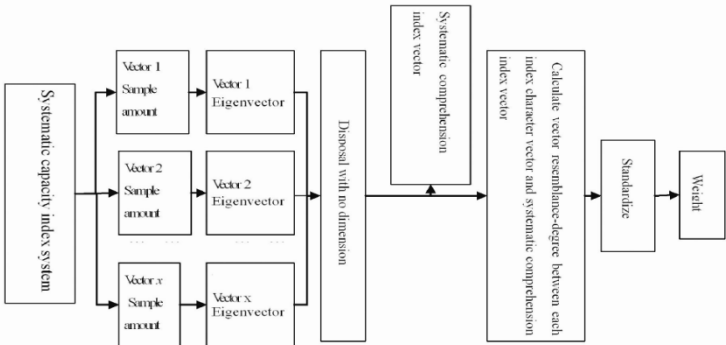 Systematic capacity index system
Vector 1
Sample
amount
Vector 1
Eigenvector
Vector 2
Sample
amount
Vector 2
Eigenvector
... ... ... ...
Vector x
Sample
amount
Vector x
Eigenvector
Disposal with no dimension
Systematic comprehension
index vector
Calculate vector resemblance-degree between each
index character vector and systematic comprehension
index vector
Standardize
Weight